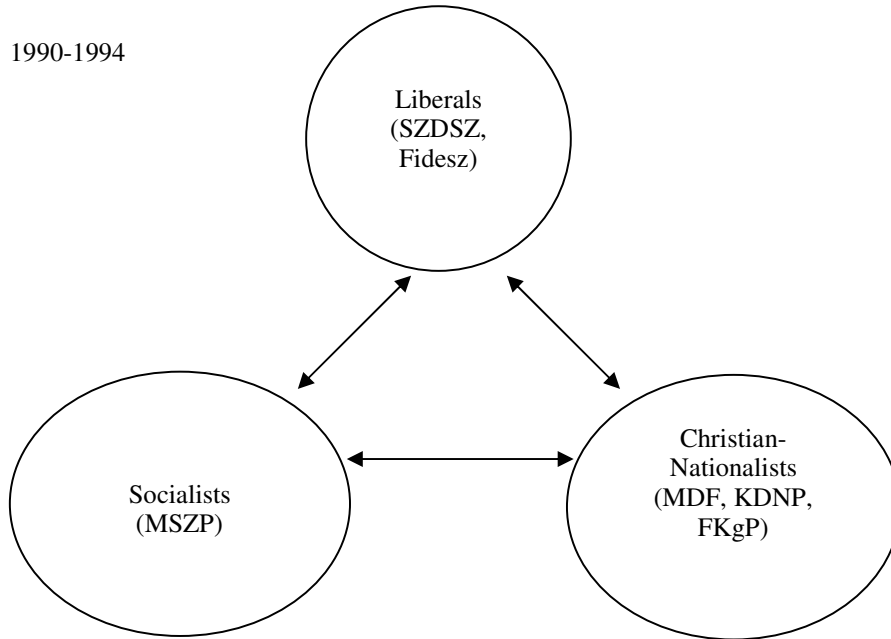 1990-1994
Liberals
(SZDSZ,
Fidesz)
Socialists
(MSZP)
Christian-
Nationalists
(MDF, KDNP,
FKgP)